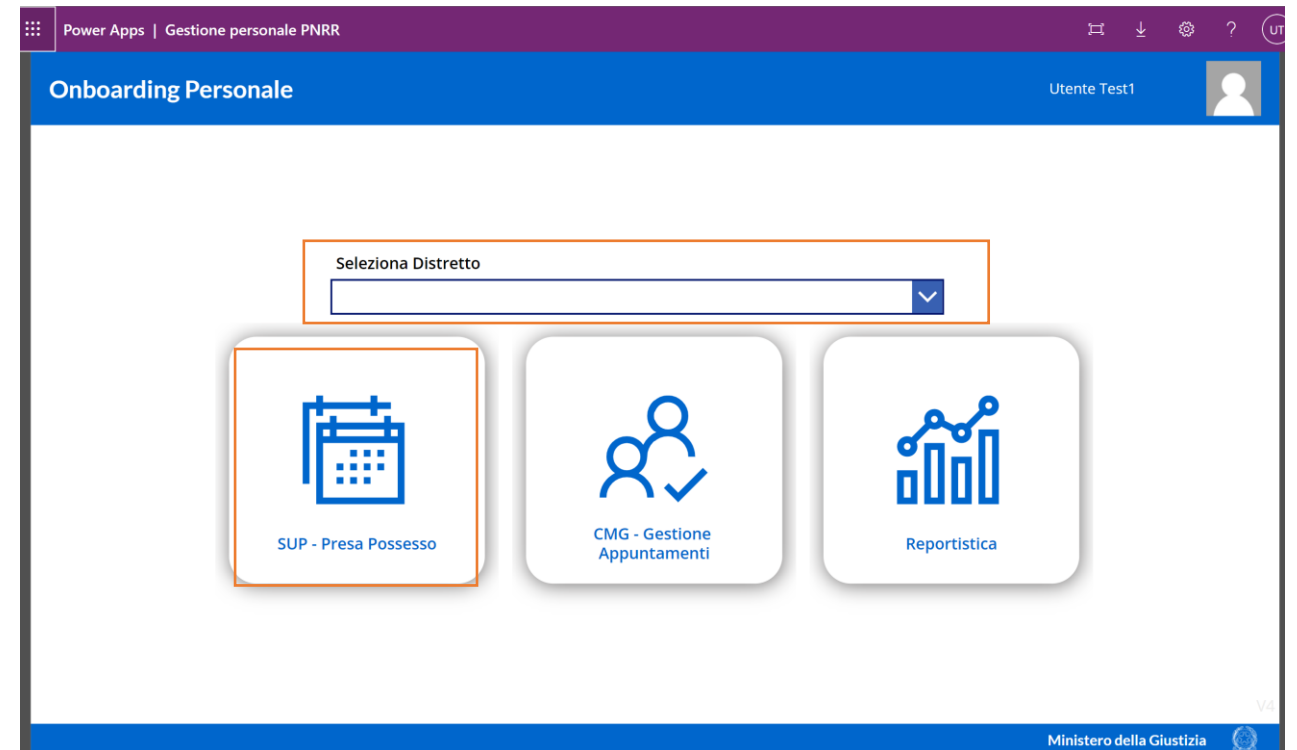 Power Apps | Gestione personale PNRR
? UT
Onboarding Personale
Utente Test1
Seleziona Distretto
SUP - Presa Possesso
CMG - Gestione
Appuntamenti
Reportistica
V4
Ministero della Giustizia